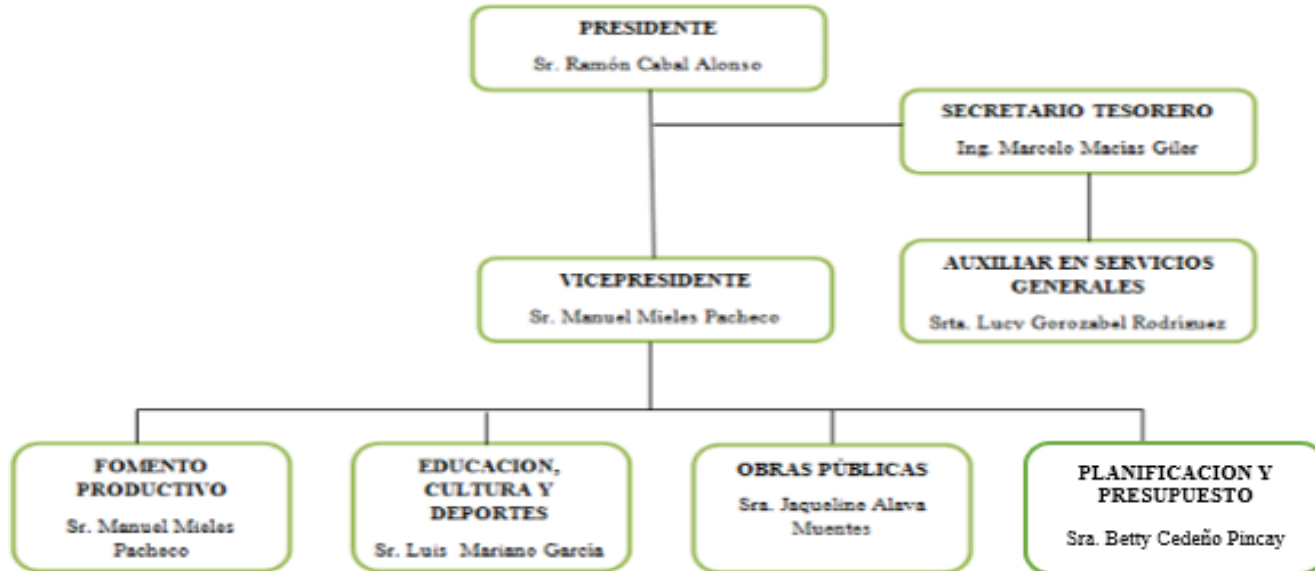 PRESIDENTE
Sr. Ramón Cabal Alonso
SECRETARIO TESORERO
Ing. Marcelo Macias Giler
AUXILIAR EN SERVICIOS
GENERALES
Srta. Lucy Gorozabel Rodriguez
VICEPRESIDENTE
Sr. Manuel Mieles Pacheco
FOMENTO
PRODUCTIVO
Sr. Manuel Mieles
Pacheco
EDUCACION,
CULTURA Y
DEPORTES
Sr. Luis Mariano Garcia
OBRAS PÚBLICAS
Sra. Jaqueline Alava
Muentes
PLANIFICACION Y
PRESUPUESTO
Sra. Betty Cedeño Pincay